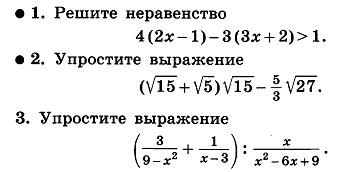 • 1. Решите неравенство
4(2x−1)−3(3x+2)>1.
• 2. Упростите выражение
(√15+√5)√15−5/3√27.
3. Упростите выражение
(3/(9−x²)+1/(x−3)):x/(x²−6x+9).